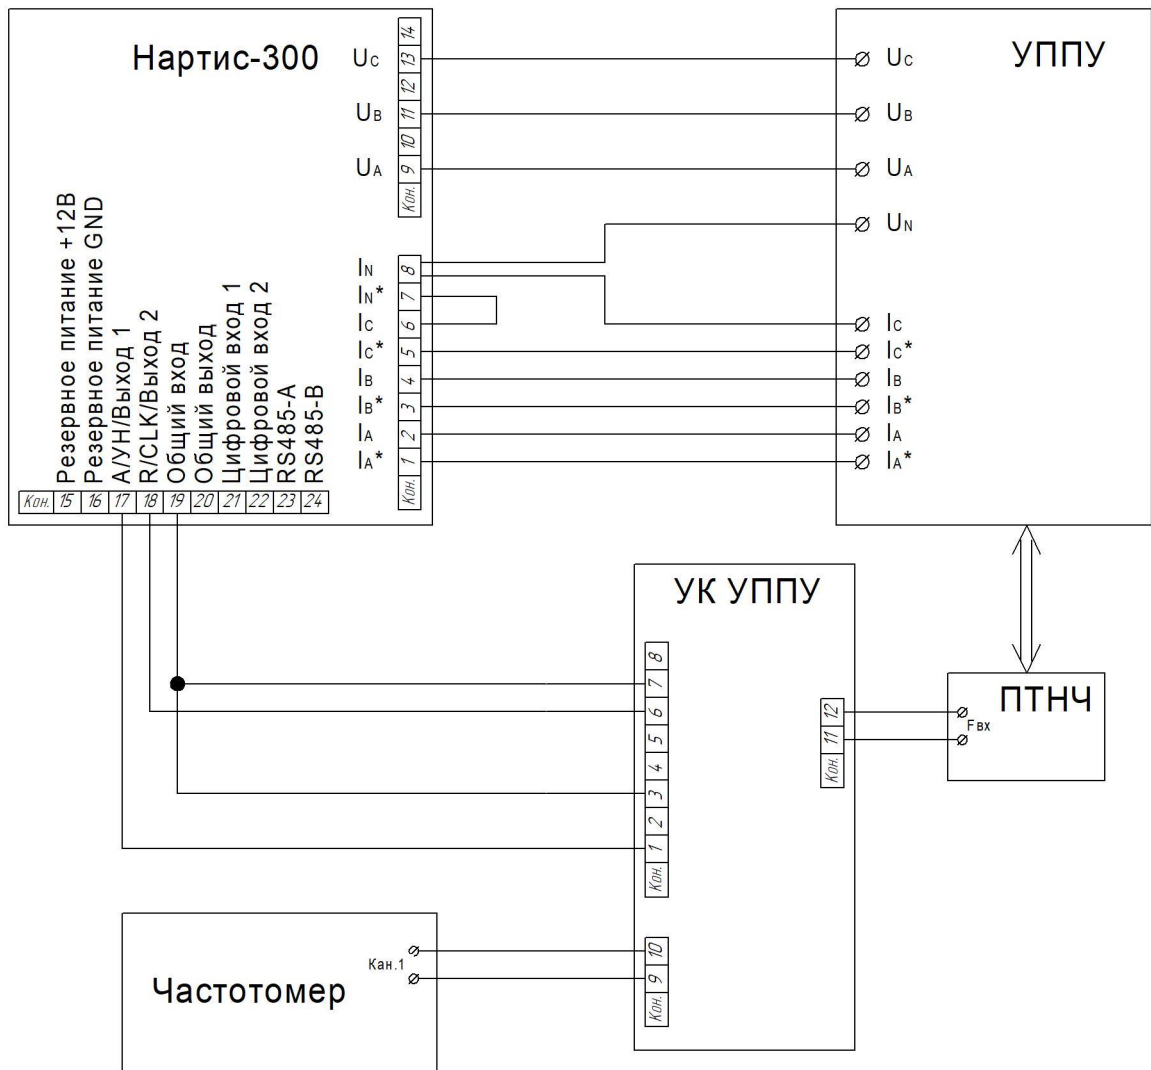 Нартис-300
УППУ
14
UC 13
12
UB 11
10
UA 9
Кон.
UC
UB
UA
UN
IN 8
IN* 7
IC 6
IC* 5
IB 4
IB* 3
IA 2
IA* 1
Кон.
IC
IC*
IB
IB*
IA
IA*
Резервное питание +12В
Резервное питание GND
А/УН/Выход 1
R/CLK/Выход 2
Общий вход
Общий выход
Цифровой вход 1
Цифровой вход 2
RS485-A
RS485-B
Кон. 15 16 17 18 19 20 21 22 23 24
УК УППУ
8
7
6
5
4
3
2
1
Кон.
12
11
Кон.
ПТНЧ
Fвх
10
9
Кон.
Кан.1
Частотомер